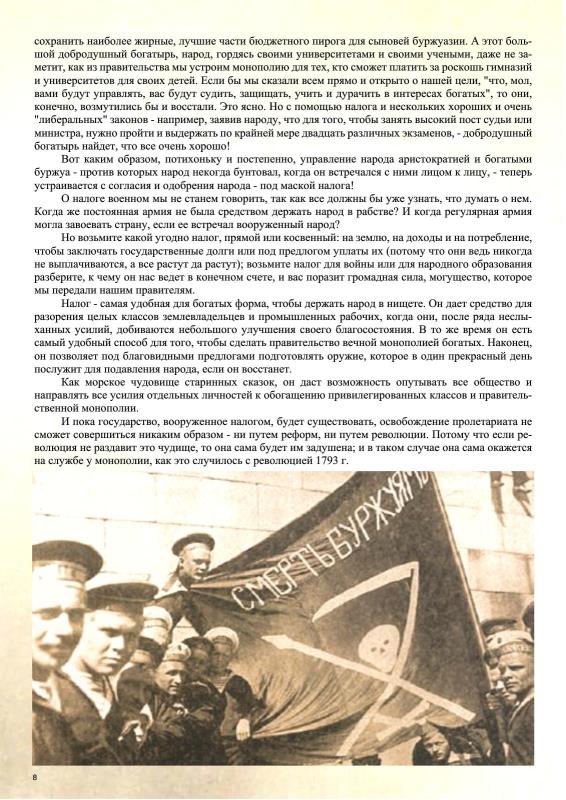 сохранить наиболее жирные, лучшие части бюджетного пирога для сыновей буржуазии. А этот боль-
шой добродушный богатырь, народ, гордясь своими университетами и своими учеными, даже не за-
метит, как из правительства мы устроим монополию для тех, кто сможет платить за роскошь гимназий
и университетов для своих детей. Если бы мы сказали всем прямо и открыто о нашей цели, "что, мол,
вами будут управлять, вас будут судить, защищать, учить и дурачить в интересах богатых", то они,
конечно, возмутились бы и восстали. Это ясно. Но с помощью налога и нескольких хороших и очень
"либеральных" законов - например, заявив народу, что для того, чтобы занять высокий пост судьи или
министра, нужно пройти и выдержать по крайней мере двадцать различных экзаменов, - добродушный
богатырь найдет, что все очень хорошо!
Вот каким образом, потихоньку и постепенно, управление народа аристократией и богатыми
буржуа - против которых народ некогда бунтовал, когда он встречался с ними лицом к лицу, - теперь
устраивается с согласия и одобрения народа - под маской налога!
О налоге военном мы не станем говорить, так как все должны бы уже узнать, что думать о нем.
Когда же постоянная армия не была средством держать народ в рабстве? И когда регулярная армия
могла завоевать страну, если ее встречал вооруженный народ?
Но возьмите какой угодно налог, прямой или косвенный: на землю, на доходы и на потребление,
чтобы заключать государственные долги или под предлогом уплаты их (потому что они ведь никогда
не выплачиваются, а все растут да растут); возьмите налог для войны или для народного образования
разберите, к чему он нас ведет в конечном счете, и вас поразит громадная сила, могущество, которое
мы передали нашим правителям.
Налог - самая удобная для богатых форма, чтобы держать народ в нищете. Он дает средство для
разорения целых классов землевладельцев и промышленных рабочих, когда они, после ряда неслы-
ханных усилий, добиваются небольшого улучшения своего благосостояния. В то же время он есть
самый удобный способ для того, чтобы сделать правительство вечной монополией богатых. Наконец,
он позволяет под благовидными предлогами подготовлять оружие, которое в один прекрасный день
послужит для подавления народа, если он восстанет.
Как морское чудовище старинных сказок, он даст возможность опутывать все общество и
направлять все усилия отдельных личностей к обогащению привилегированных классов и правитель-
ственной монополии.
И пока государство, вооруженное налогом, будет существовать, освобождение пролетариата не
сможет совершиться никаким образом - ни путем реформ, ни путем революции. Потому что если ре-
волюция не раздавит это чудище, то она сама будет им задушена; и в таком случае она сама окажется
на службе у монополии, как это случилось с революцией 1793 г.
СМЕРТЬ БУРЖУЯМ
8